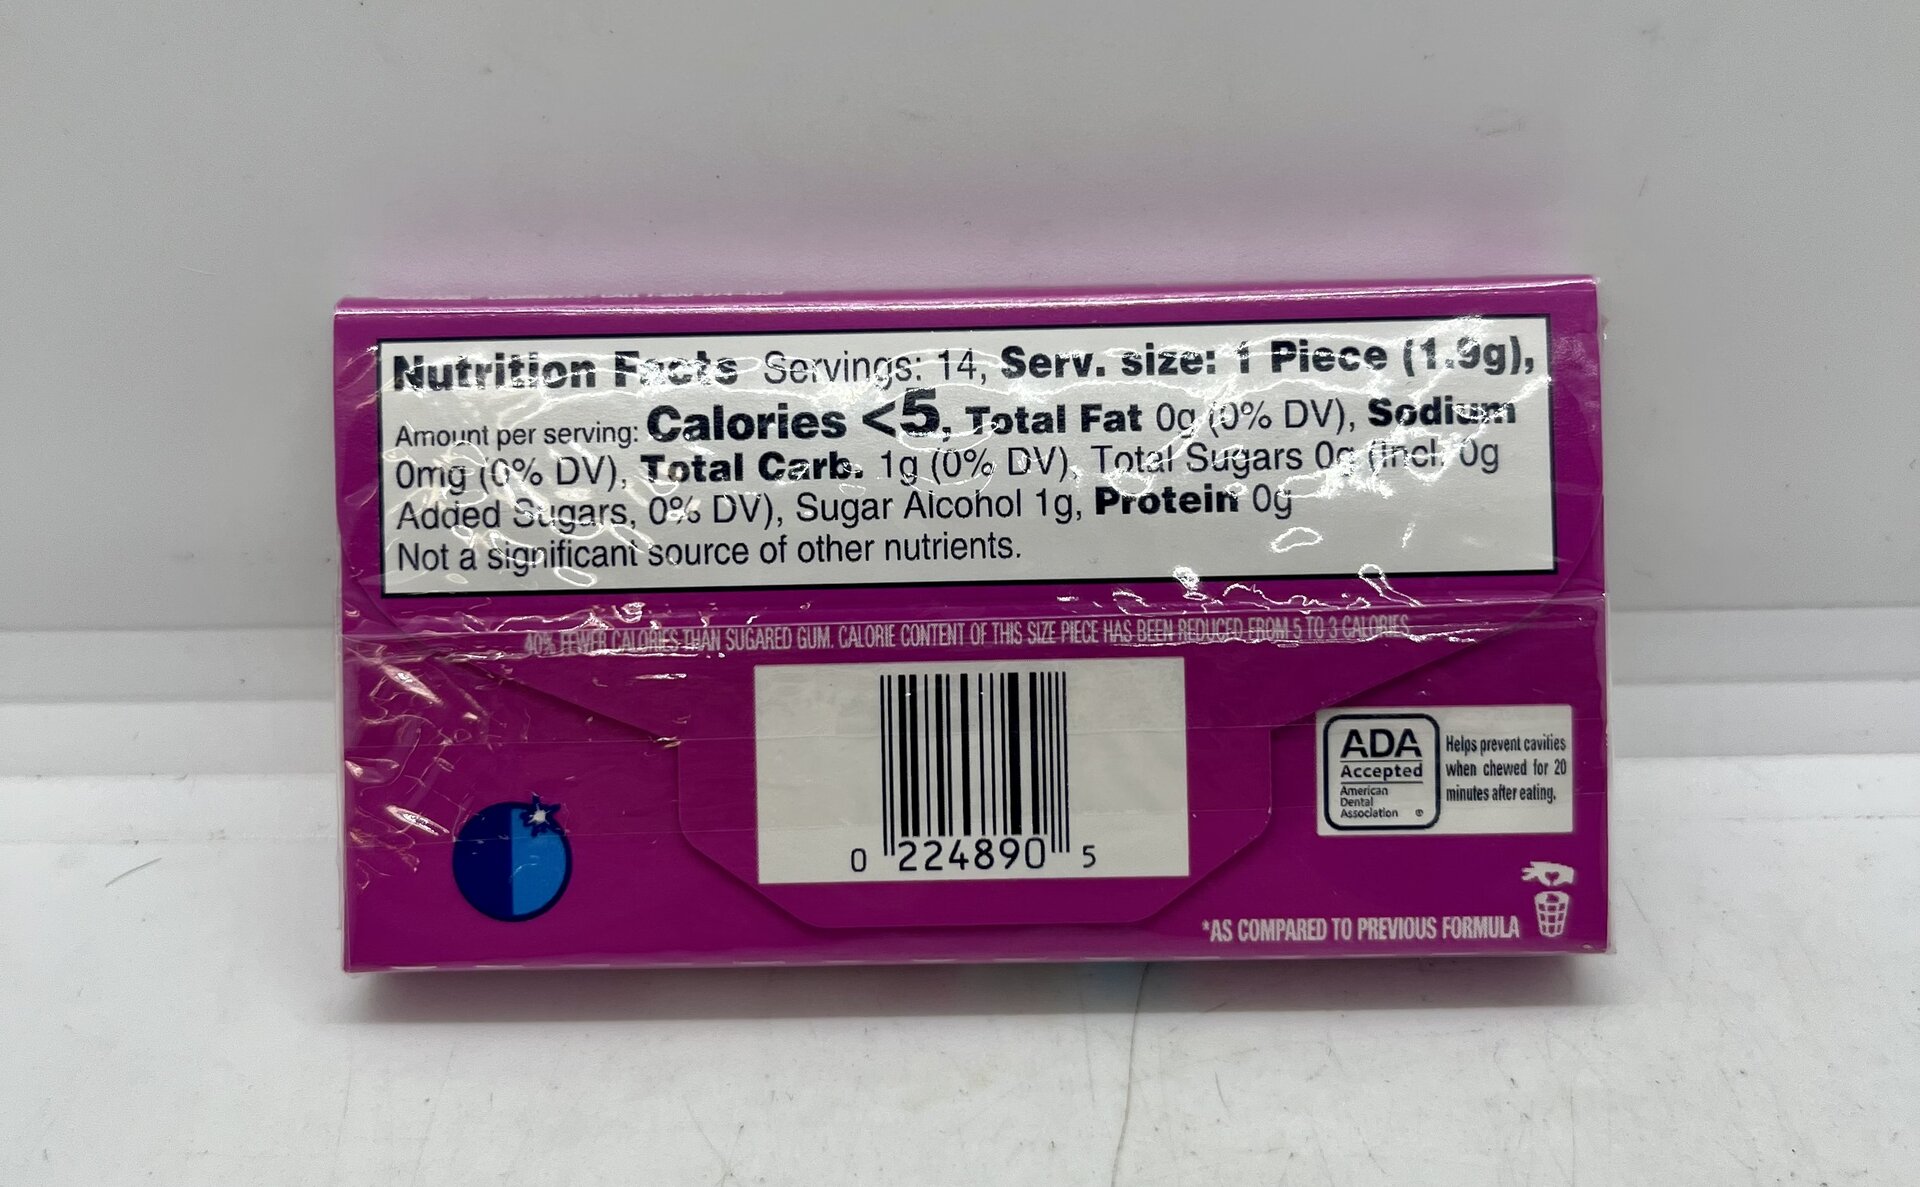 Nutrition Facts Servings: 14, Serv. size: 1 Piece (1.9g),
Amount per serving: Calories <5, Total Fat 0g (0% DV), Sodium
0mg (0% DV), Total Carb. 1g (0% DV), Total Sugars 0g (Incl. 0g
Added Sugars, 0% DV), Sugar Alcohol 1g, Protein 0g
Not a significant source of other nutrients.
40% FEWER CALORIES THAN SUGARED GUM. CALORIE CONTENT OF THIS SIZE PIECE HAS BEEN REDUCED FROM 5 TO 3 CALORIES.
0 224890 5
ADA
Accepted
American
Dental
Association ®
Helps prevent cavities
when chewed for 20
minutes after eating.
*AS COMPARED TO PREVIOUS FORMULA